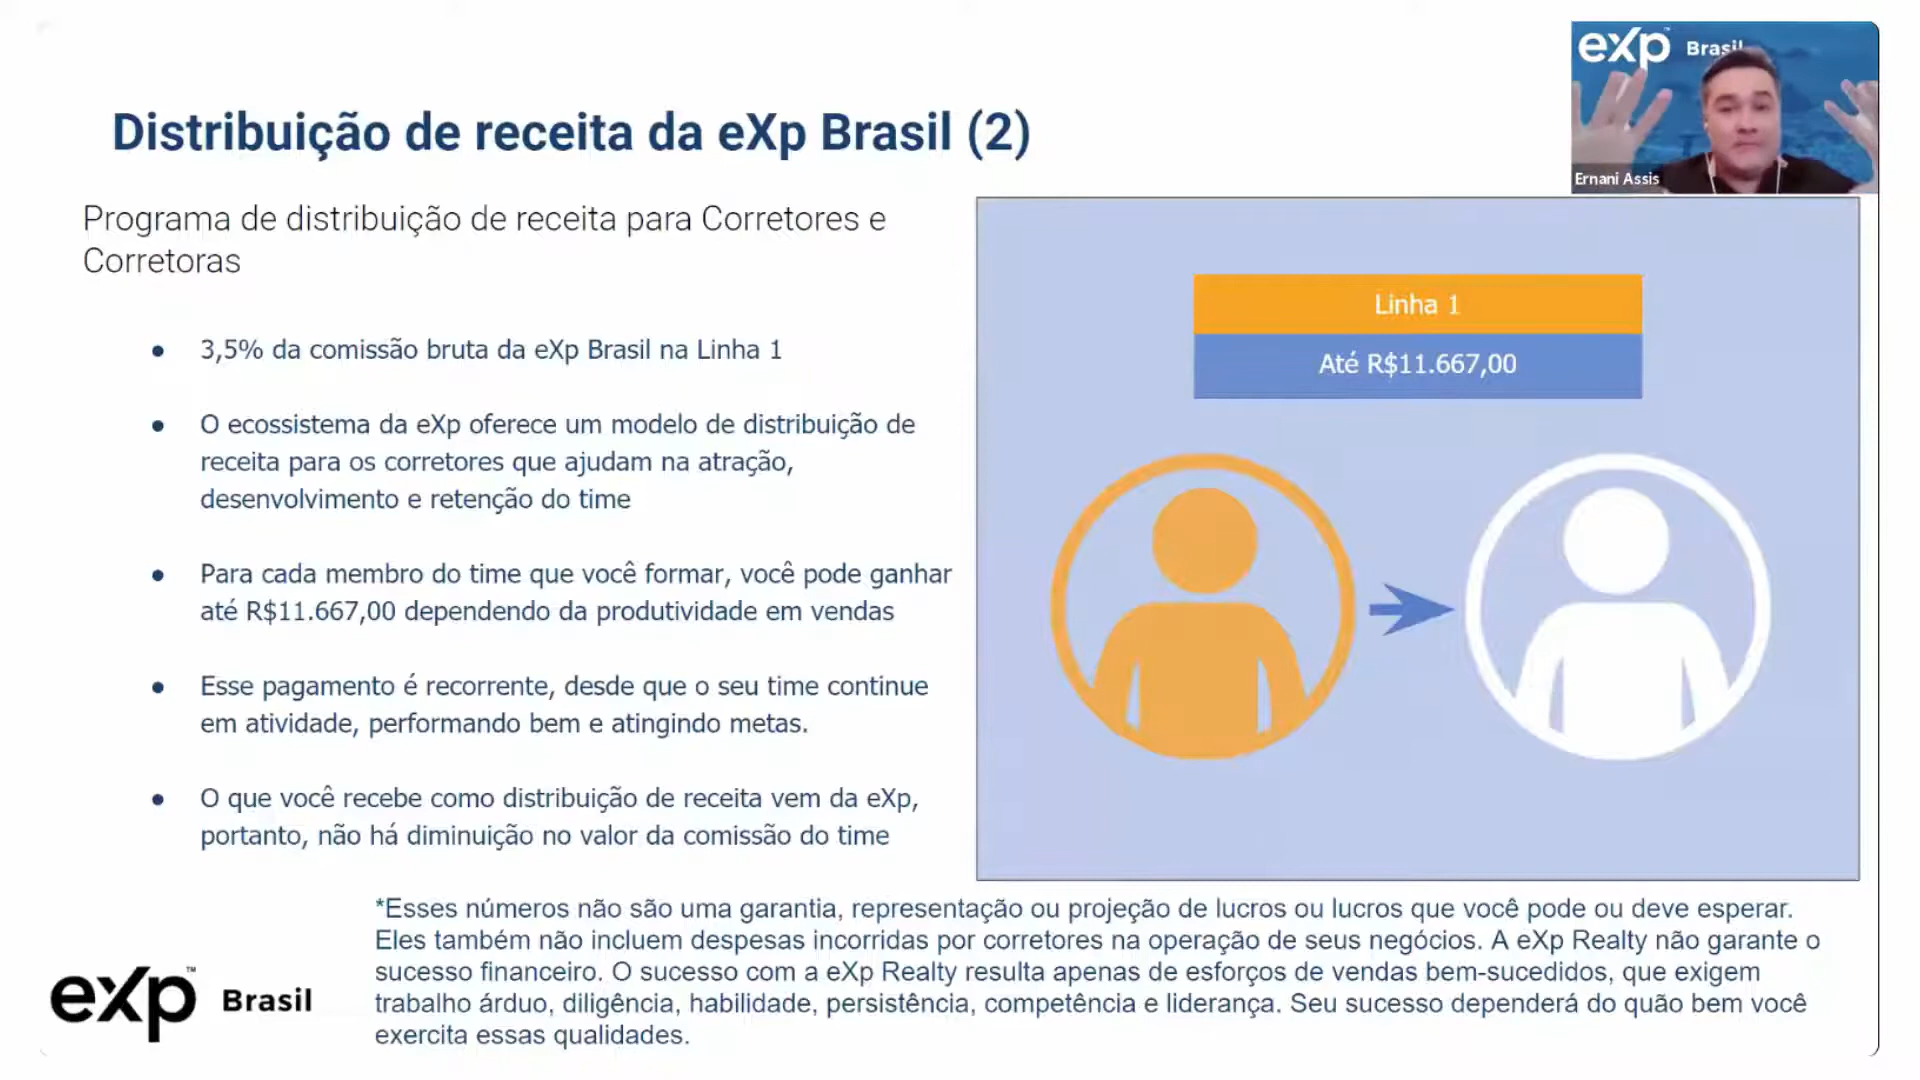 Distribuição de receita da eXp Brasil (2)
eXp Brasil
Ernani Assis
Programa de distribuição de receita para Corretores e
Corretoras
● 3,5% da comissão bruta da eXp Brasil na Linha 1
● O ecossistema da eXp oferece um modelo de distribuição de
receita para os corretores que ajudam na atração,
desenvolvimento e retenção do time
● Para cada membro do time que você formar, você pode ganhar
até R$11.667,00 dependendo da produtividade em vendas
● Esse pagamento é recorrente, desde que o seu time continue
em atividade, performando bem e atingindo metas.
● O que você recebe como distribuição de receita vem da eXp,
portanto, não há diminuição no valor da comissão do time
Linha 1
Até R$11.667,00
*Esses números não são uma garantia, representação ou projeção de lucros ou lucros que você pode ou deve esperar.
Eles também não incluem despesas incorridas por corretores na operação de seus negócios. A eXp Realty não garante o
sucesso financeiro. O sucesso com a eXp Realty resulta apenas de esforços de vendas bem-sucedidos, que exigem
trabalho árduo, diligência, habilidade, persistência, competência e liderança. Seu sucesso dependerá do quão bem você
exercita essas qualidades.
eXp™ Brasil